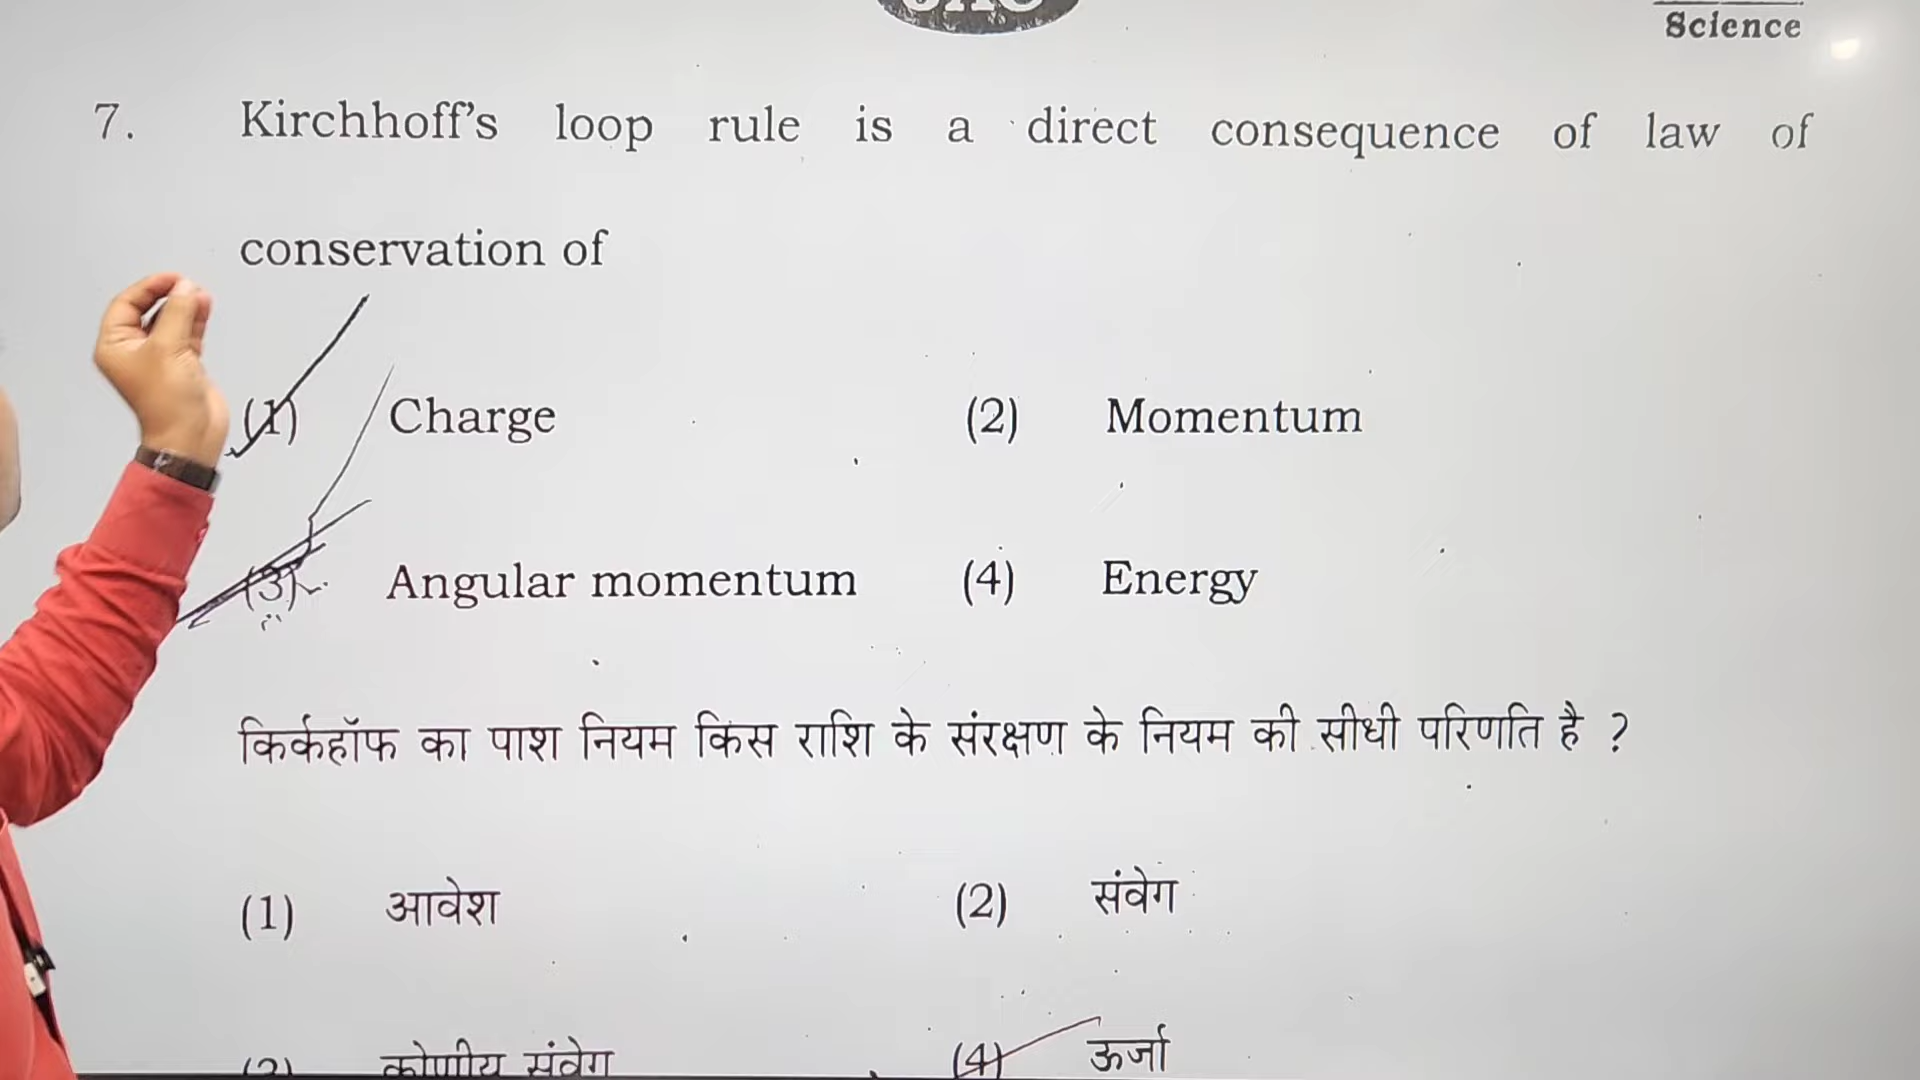 Science
7. Kirchhoff's loop rule is a direct consequence of law of
conservation of
(1) Charge (2) Momentum
(3) Angular momentum (4) Energy
किर्कहॉफ का पाश नियम किस राशि के संरक्षण के नियम की सीधी परिणति है ?
(1) आवेश (2) संवेग
(3) कोणीय संवेग (4) ऊर्जा